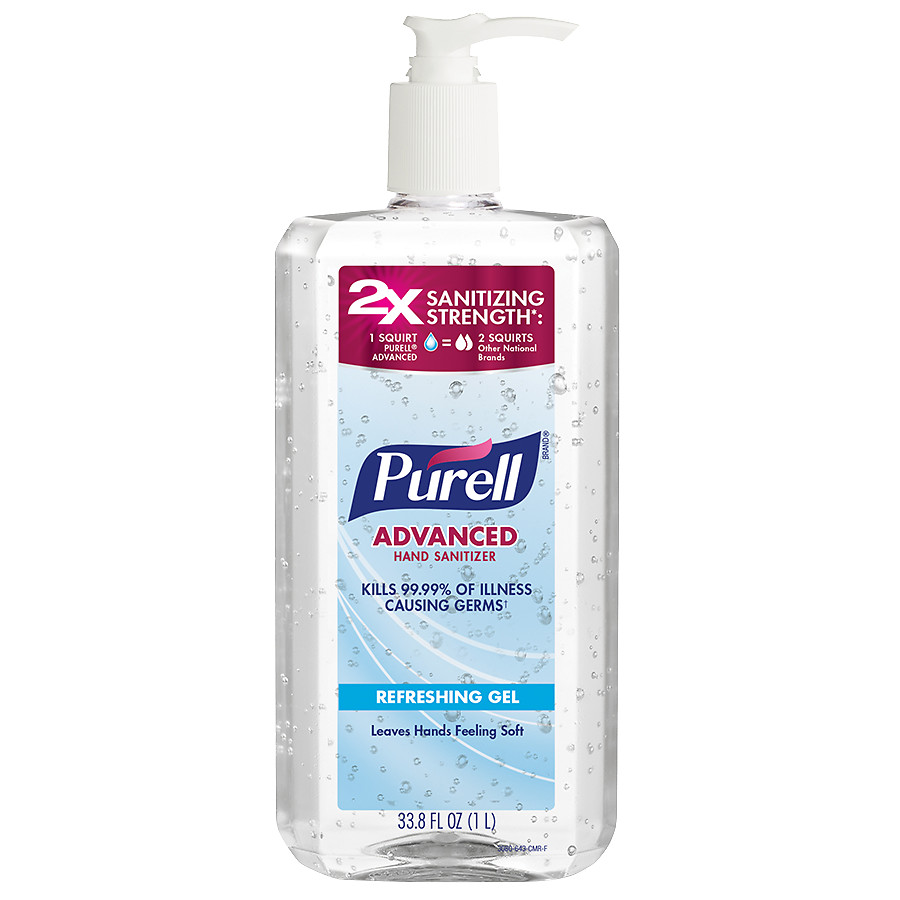 2X SANITIZING
STRENGTH*:
1 SQUIRT
PURELL®
ADVANCED
=
2 SQUIRTS
Other National
Brands
Purell
BRAND®
ADVANCED
HAND SANITIZER
KILLS 99.99% OF ILLNESS
CAUSING GERMS†
REFRESHING GEL
Leaves Hands Feeling Soft
33.8 FL OZ (1 L)